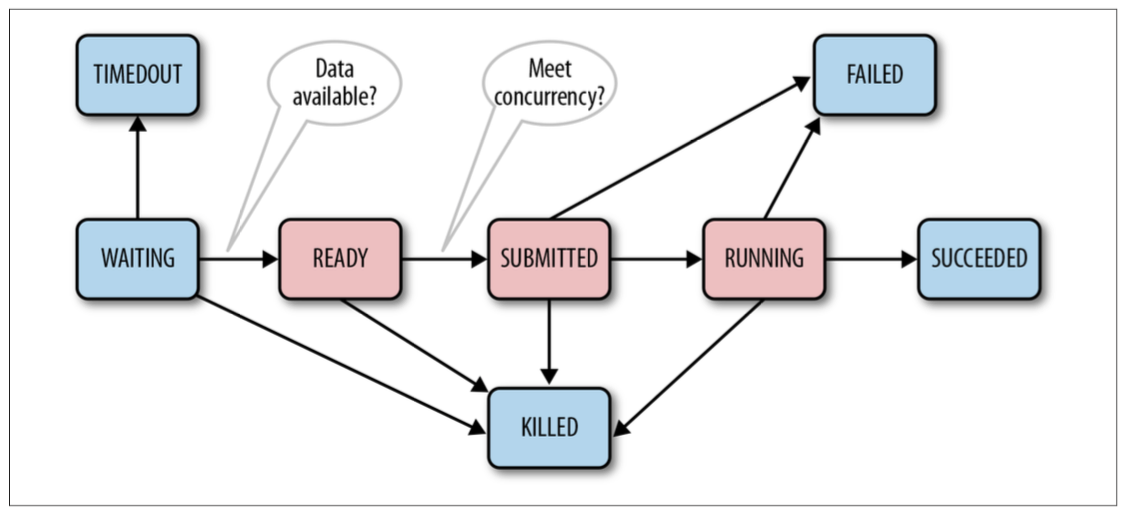 TIMEDOUT
Data
available?
Meet
concurrency?
FAILED
WAITING
READY
SUBMITTED
RUNNING
SUCCEEDED
KILLED